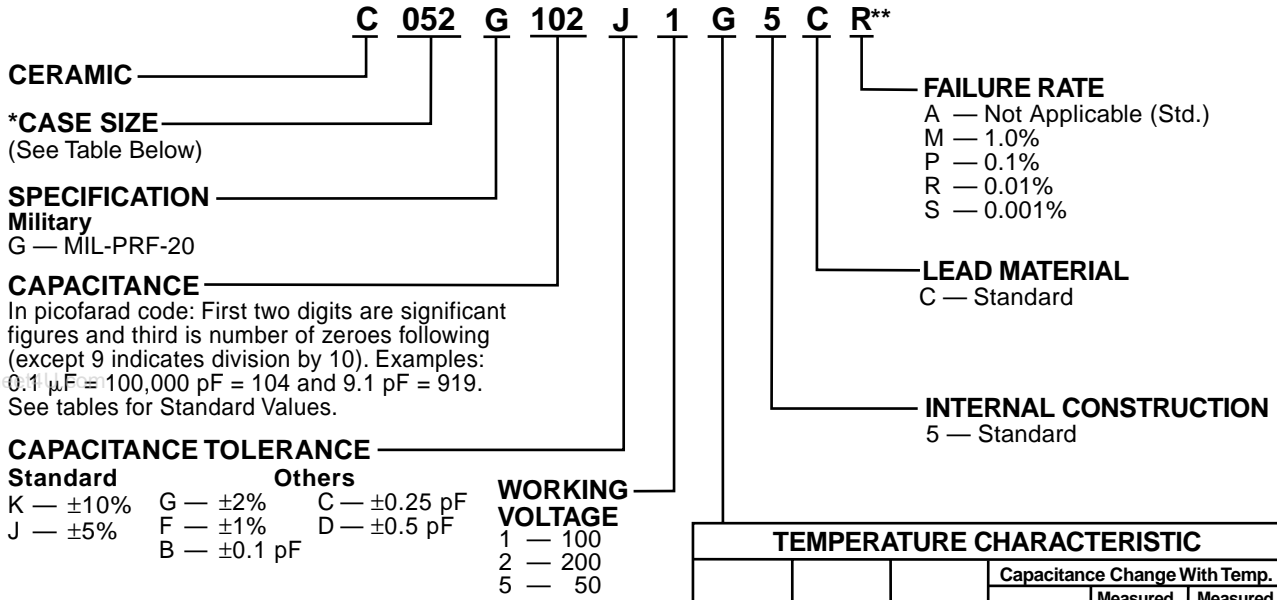 C 052 G 102 J 1 G 5 C R**
CERAMIC
*CASE SIZE
(See Table Below)
SPECIFICATION
Military
G — MIL-PRF-20
CAPACITANCE
In picofarad code: First two digits are significant
figures and third is number of zeroes following
(except 9 indicates division by 10). Examples:
0.1 μF = 100,000 pF = 104 and 9.1 pF = 919.
See tables for Standard Values.
CAPACITANCE TOLERANCE
Standard Others
K — ±10% G — ±2% C — ±0.25 pF
J — ±5% F — ±1% D — ±0.5 pF
B — ±0.1 pF
WORKING
VOLTAGE
1 — 100
2 — 200
5 — 50
FAILURE RATE
A — Not Applicable (Std.)
M — 1.0%
P — 0.1%
R — 0.01%
S — 0.001%
LEAD MATERIAL
C — Standard
INTERNAL CONSTRUCTION
5 — Standard
TEMPERATURE CHARACTERISTIC
Capacitance Change With Temp.
Measured Measured